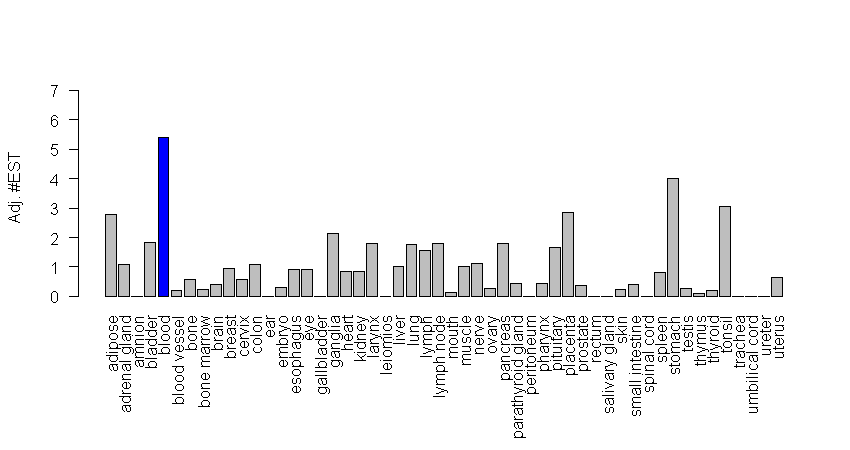 7
6
5
4
3
2
1
0
Adj. #EST
adipose
adrenal gland
amnion
bladder
blood
blood vessel
bone
bone marrow
brain
breast
cervix
colon
ear
embryo
esophagus
eye
gallbladder
ganglia
heart
kidney
larynx
leiomios
liver
lung
lymph
lymph node
mouth
muscle
nerve
ovary
pancreas
parathyroid gland
peritoneum
pharynx
pituitary
placenta
prostate
rectum
salivary gland
skin
small intestine
spinal cord
spleen
stomach
testis
thymus
thyroid
tonsil
trachea
umbilical cord
ureter
uterus